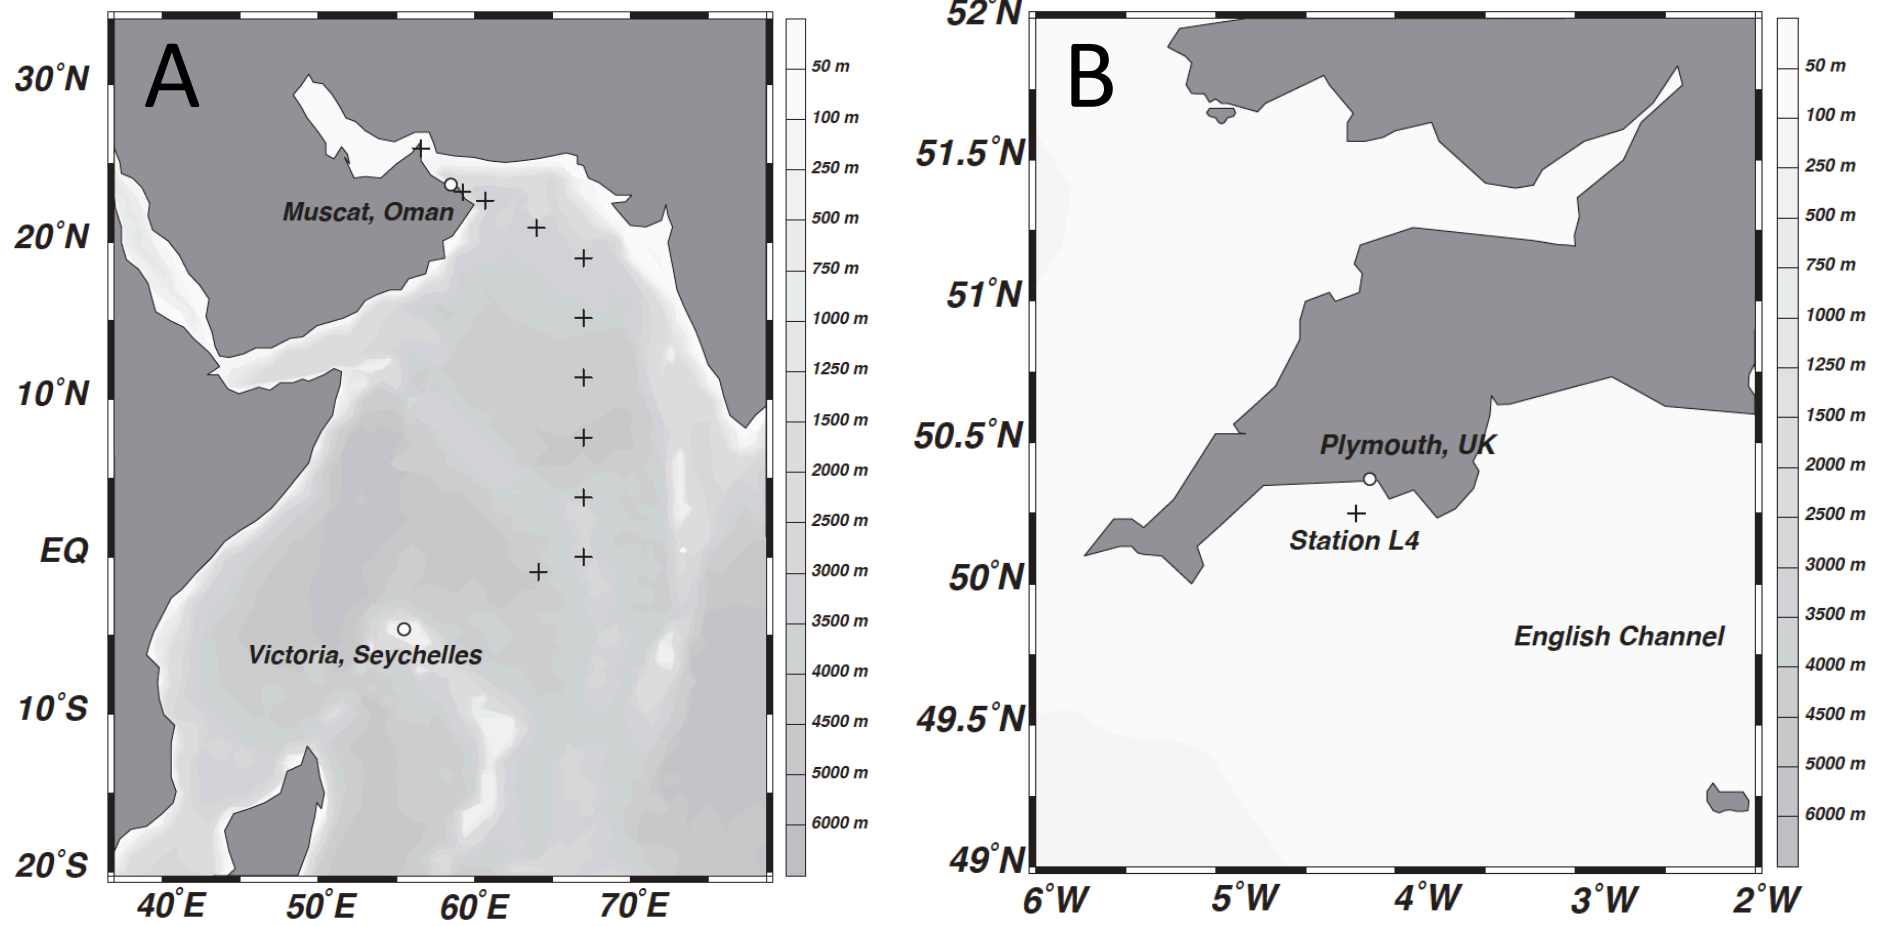 A
30°N
20°N
10°N
EQ
10°S
20°S
40°E
50°E
60°E
70°E
Muscat, Oman
Victoria, Seychelles
50 m
100 m
250 m
500 m
750 m
1000 m
1250 m
1500 m
2000 m
2500 m
3000 m
3500 m
4000 m
4500 m
5000 m
6000 m
B
52°N
51.5°N
51°N
50.5°N
50°N
49.5°N
49°N
6°W
5°W
4°W
3°W
2°W
Plymouth, UK
Station L4
English Channel
50 m
100 m
250 m
500 m
750 m
1000 m
1250 m
1500 m
2000 m
2500 m
3000 m
3500 m
4000 m
4500 m
5000 m
6000 m